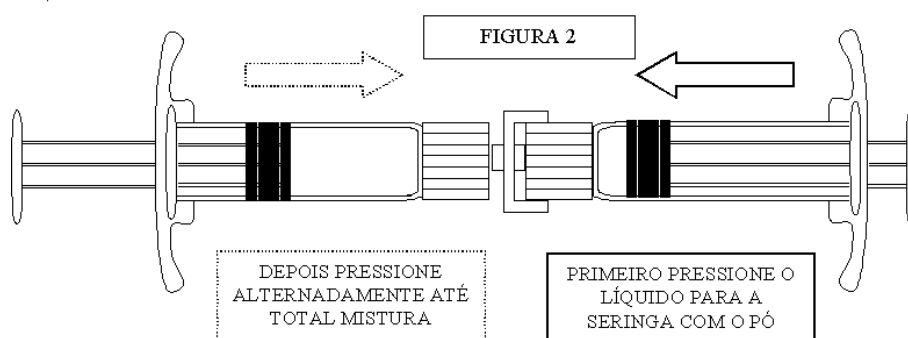 FIGURA 2
DEPOIS PRESSIONE
ALTERNADAMENTE ATÉ
TOTAL MISTURA
PRIMEIRO PRESSIONE O
LÍQUIDO PARA A
SERINGA COM O PÓ